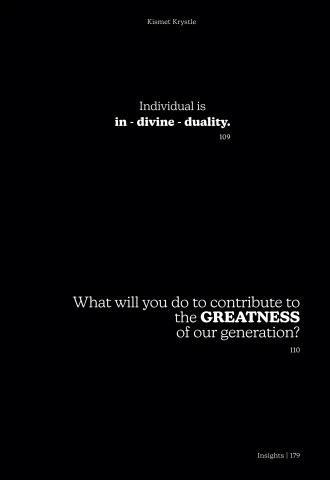 Kismet Krystle
Individual is
in - divine - duality.
109
What will you do to contribute to
the GREATNESS
of our generation?
110
Insights | 179